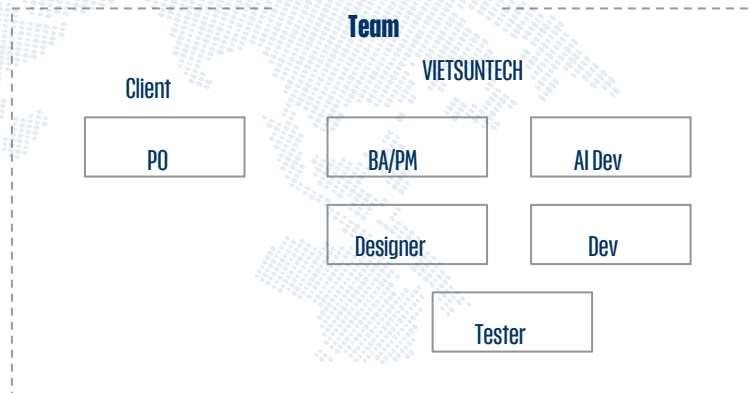 Team
Client
VIETSUNTECH
PO
BA/PM
AI Dev
Designer
Dev
Tester